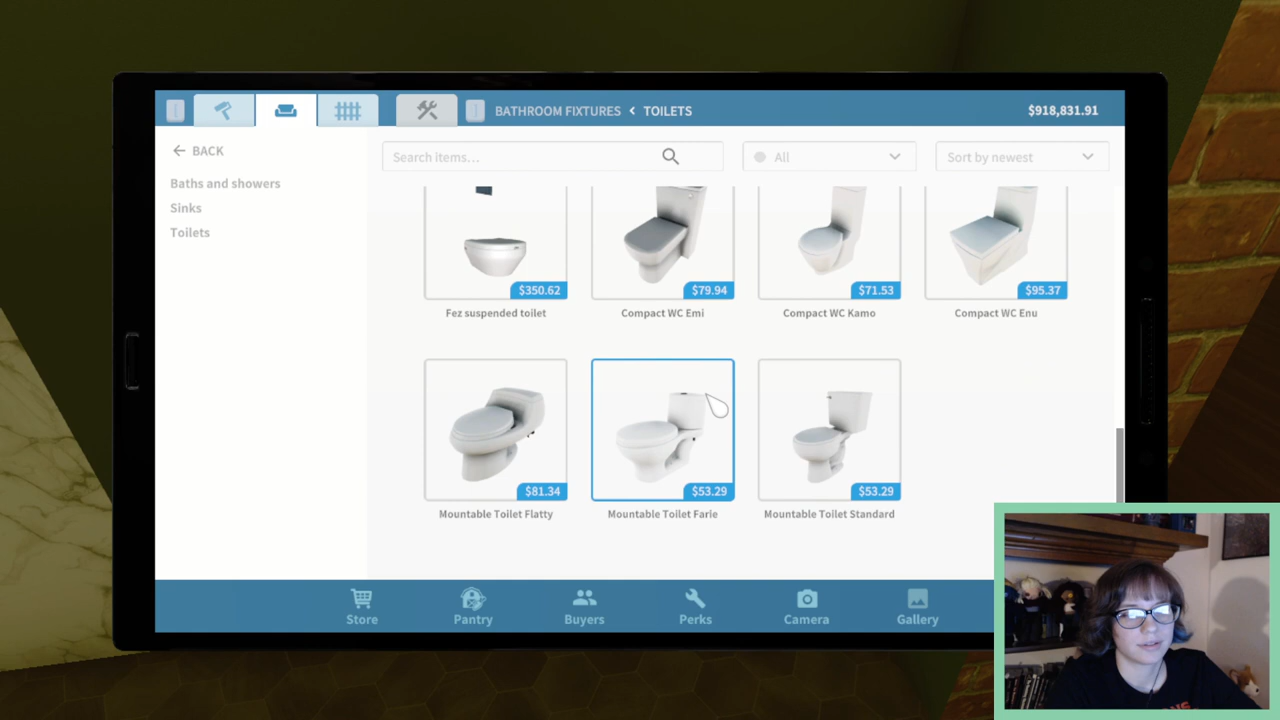 BATHROOM FIXTURES < TOILETS
$918,831.91
BACK
Search items...
All
Sort by newest
Baths and showers
Sinks
Toilets
$350.62
$79.94
$71.53
$95.37
Fez suspended toilet
Compact WC Emi
Compact WC Kamo
Compact WC Enu
$81.34
$53.29
$53.29
Mountable Toilet Flatty
Mountable Toilet Farie
Mountable Toilet Standard
Store
Pantry
Buyers
Perks
Camera
Gallery